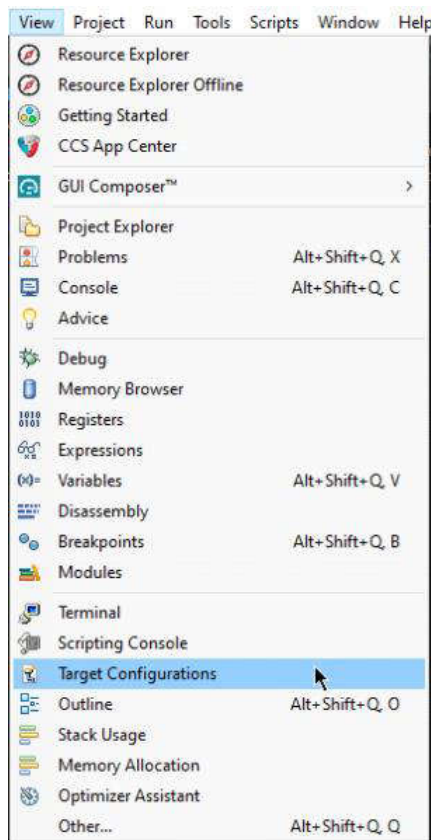 View Project Run Tools Scripts Window Help
Resource Explorer
Resource Explorer Offline
Getting Started
CCS App Center
GUI Composer™ >
Project Explorer
Problems Alt+Shift+Q, X
Console Alt+Shift+Q, C
Advice
Debug
Memory Browser
1010
0101 Registers
Expressions
(x)= Variables Alt+Shift+Q, V
Disassembly
Breakpoints Alt+Shift+Q, B
Modules
Terminal
Scripting Console
Target Configurations
Outline Alt+Shift+Q, O
Stack Usage
Memory Allocation
Optimizer Assistant
Other... Alt+Shift+Q, Q